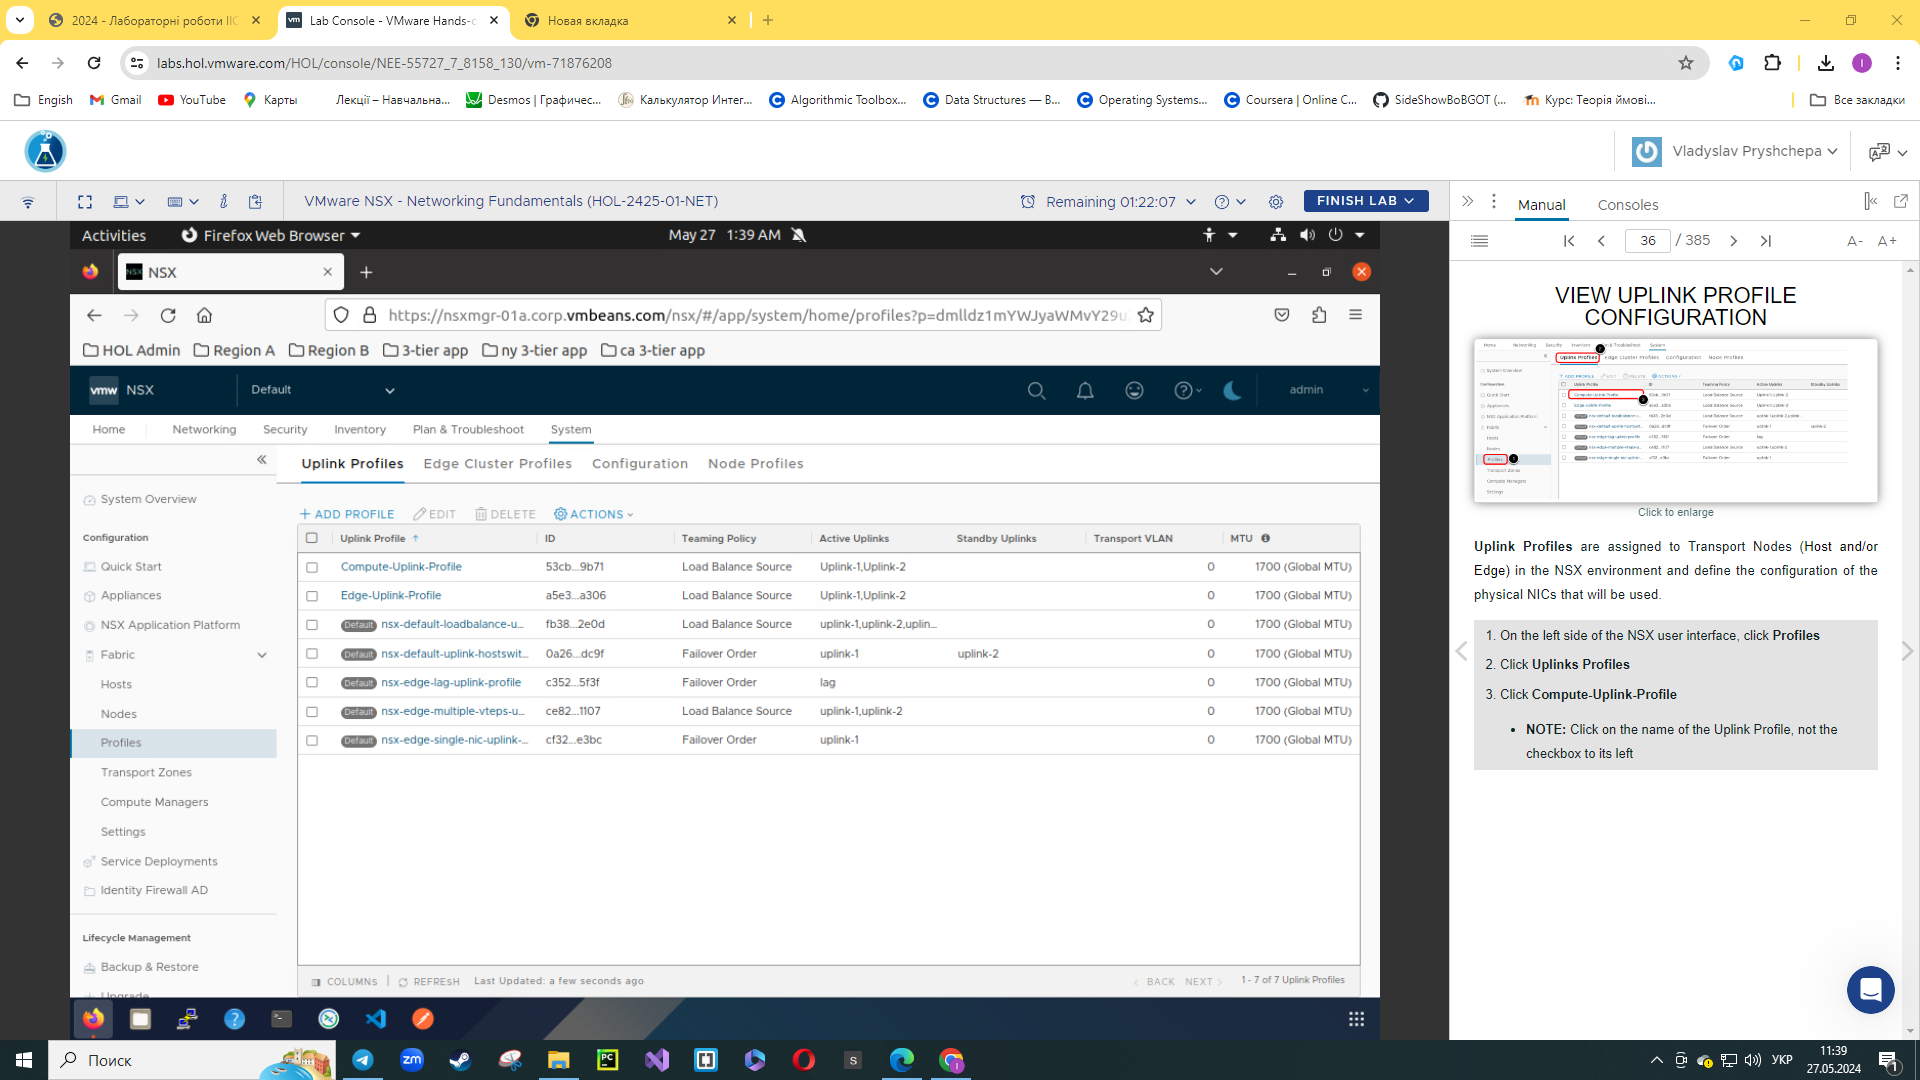 2024 - Лабораторні роботи ІІС
Lab Console - VMware Hands-o
Новая вкладка
labs.hol.vmware.com/HOL/console/NEE-55727_7_8158_130/vm-71876208
Engish
Gmail
YouTube
Карты
Лекції – Навчальна...
Desmos | Графичес...
Калькулятор Интег...
Algorithmic Toolbox...
Data Structures — В...
Operating Systems...
Coursera | Online C...
SideShowBoBGOT (...
Курс: Теорія ймові...
Все закладки
Vladyslav Pryshchepa
VMware NSX - Networking Fundamentals (HOL-2425-01-NET)
Remaining 01:22:07
FINISH LAB
Manual
Consoles
Activities
Firefox Web Browser
May 27 1:39 AM
36 / 385
A-
A+
NSX
https://nsxmgr-01a.corp.vmbeans.com/nsx/#/app/system/home/profiles?p=dmlldz1mYWJyaWMvY29u
HOL Admin
Region A
Region B
3-tier app
ny 3-tier app
ca 3-tier app
vmw NSX
Default
admin
Home
Networking
Security
Inventory
Plan & Troubleshoot
System
Uplink Profiles
Edge Cluster Profiles
Configuration
Node Profiles
System Overview
Configuration
Quick Start
Appliances
NSX Application Platform
Fabric
Hosts
Nodes
Profiles
Transport Zones
Compute Managers
Settings
Service Deployments
Identity Firewall AD
Lifecycle Management
Backup & Restore
Upgrade
+ ADD PROFILE
EDIT
DELETE
ACTIONS
Uplink Profile ↑ ID Teaming Policy Active Uplinks Standby Uplinks Transport VLAN MTU
Compute-Uplink-Profile 53cb...9b71 Load Balance Source Uplink-1,Uplink-2 0 1700 (Global MTU)
Edge-Uplink-Profile a5e3...a306 Load Balance Source Uplink-1,Uplink-2 0 1700 (Global MTU)
Default nsx-default-loadbalance-u... fb38...2e0d Load Balance Source uplink-1,uplink-2,uplin... 0 1700 (Global MTU)
Default nsx-default-uplink-hostswit... 0a26...dc9f Failover Order uplink-1 uplink-2 0 1700 (Global MTU)
Default nsx-edge-lag-uplink-profile c352...5f3f Failover Order lag 0 1700 (Global MTU)
Default nsx-edge-multiple-vteps-u... ce82...1107 Load Balance Source uplink-1,uplink-2 0 1700 (Global MTU)
Default nsx-edge-single-nic-uplink-... cf32...e3bc Failover Order uplink-1 0 1700 (Global MTU)
COLUMNS
REFRESH
Last Updated: a few seconds ago
BACK
NEXT
1 - 7 of 7 Uplink Profiles
VIEW UPLINK PROFILE
CONFIGURATION
Click to enlarge
Uplink Profiles are assigned to Transport Nodes (Host and/or
Edge) in the NSX environment and define the configuration of the
physical NICs that will be used.
1. On the left side of the NSX user interface, click Profiles
2. Click Uplinks Profiles
3. Click Compute-Uplink-Profile
• NOTE: Click on the name of the Uplink Profile, not the
checkbox to its left
Поиск
УКР
11:39
27.05.2024
1